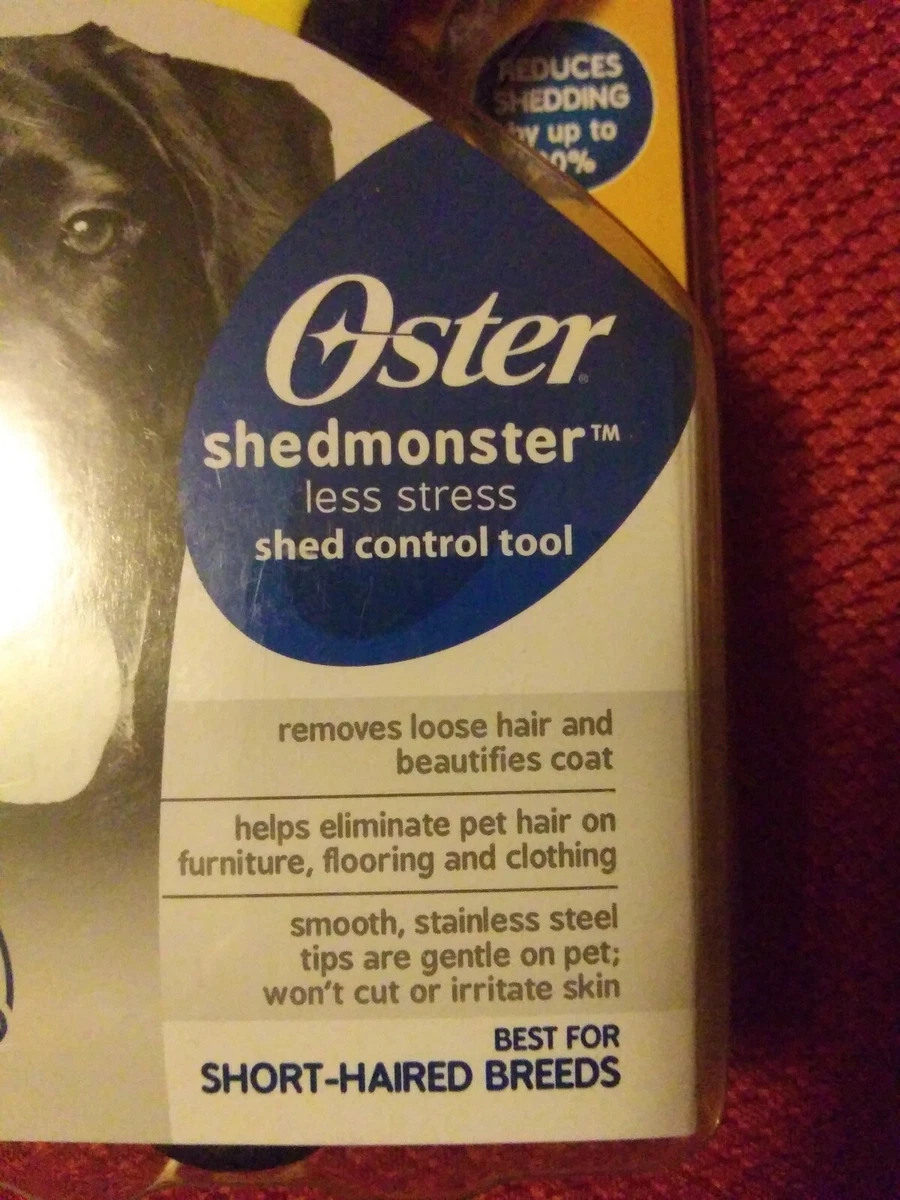 REDUCES
SHEDDING
by up to
Oster®
shedmonster™
less stress
shed control tool
removes loose hair and
beautifies coat
helps eliminate pet hair on
furniture, flooring and clothing
smooth, stainless steel
tips are gentle on pet;
won't cut or irritate skin
BEST FOR
SHORT-HAIRED BREEDS